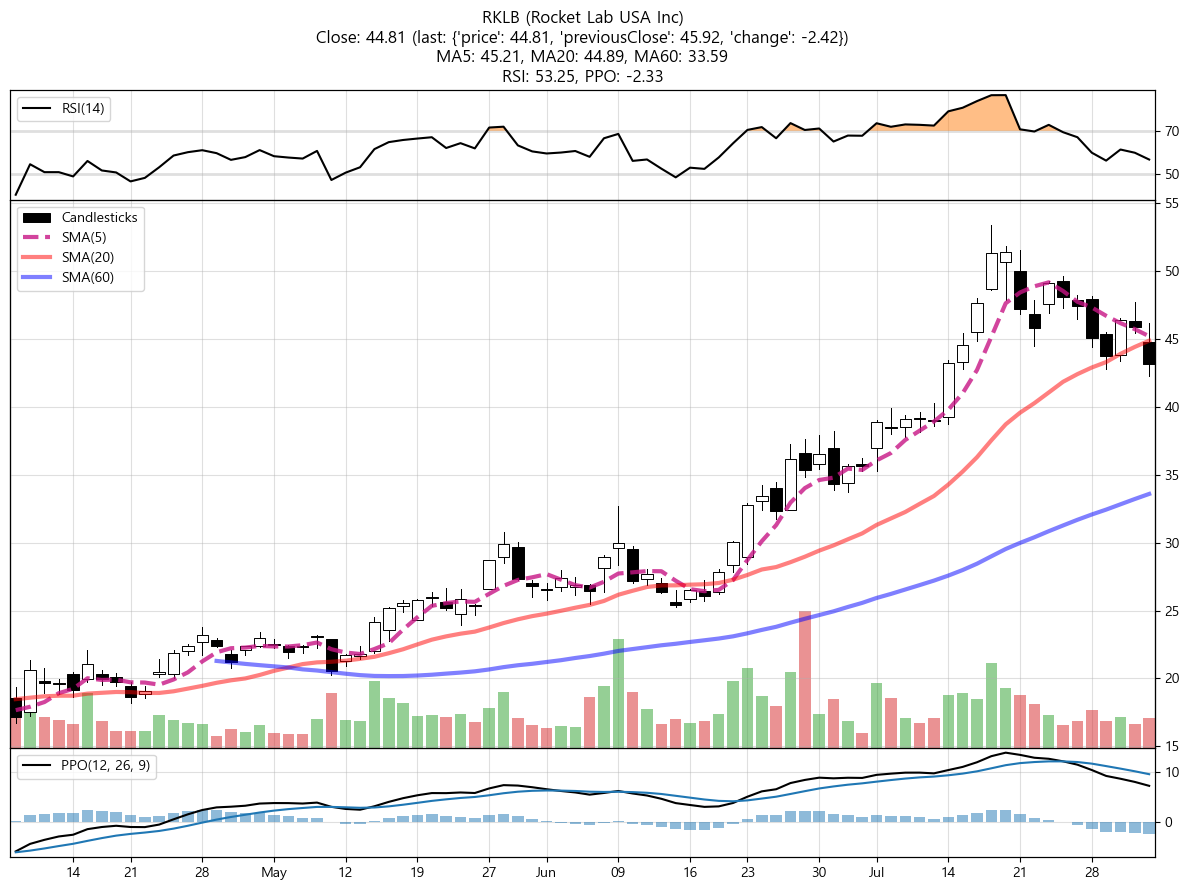 RKLB (Rocket Lab USA Inc)
Close: 44.81 (last: {'price': 44.81, 'previousClose': 45.92, 'change': -2.42})
MA5: 45.21, MA20: 44.89, MA60: 33.59
RSI: 53.25, PPO: -2.33
RSI(14)
70
50
Candlesticks
SMA(5)
SMA(20)
SMA(60)
55
50
45
40
35
30
25
20
15
PPO(12, 26, 9)
10
0
14 21 28 May 12 19 27 Jun 09 16 23 30 Jul 14 21 28